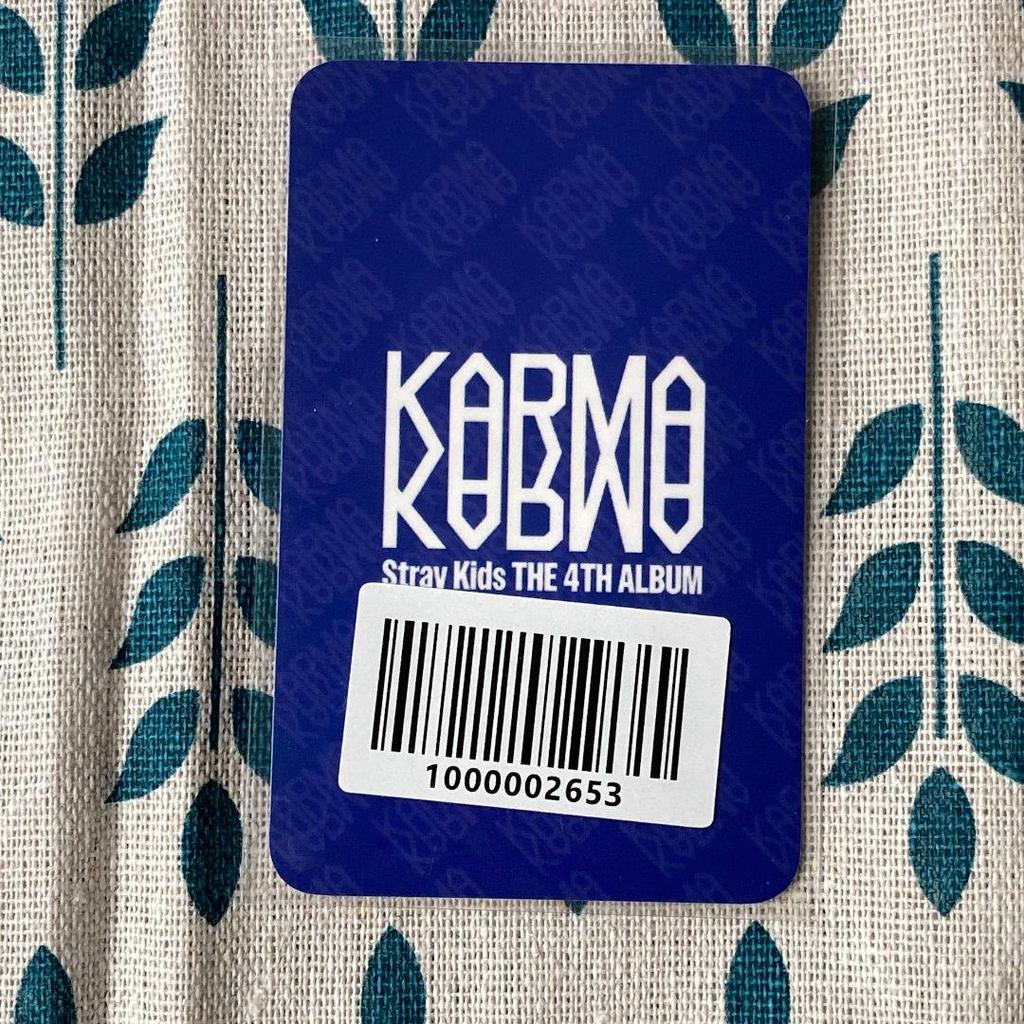 KARMA
Stray Kids THE 4TH ALBUM
1000002653